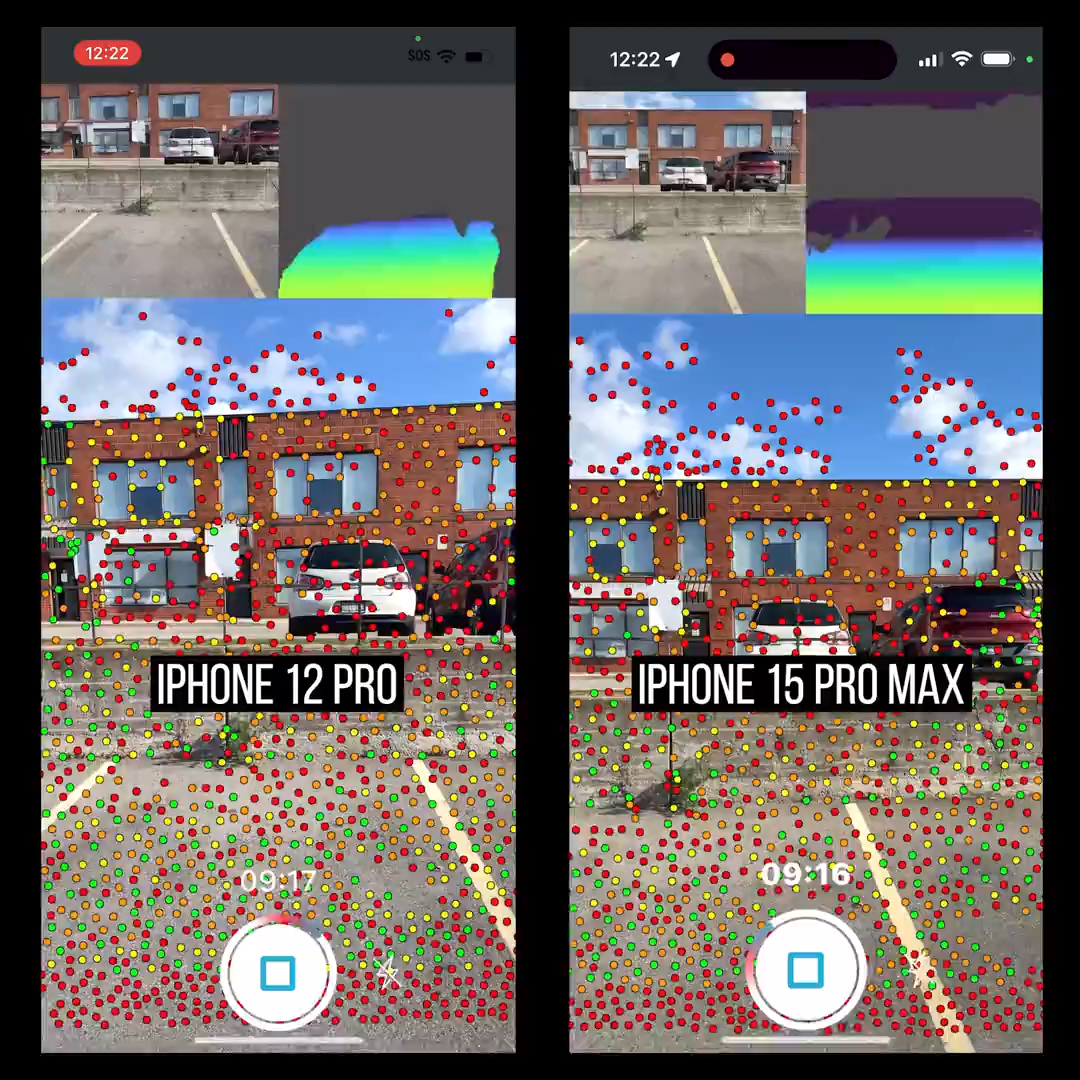 12:22
SOS
12:22
IPHONE 12 PRO
IPHONE 15 PRO MAX
09:17
09:16